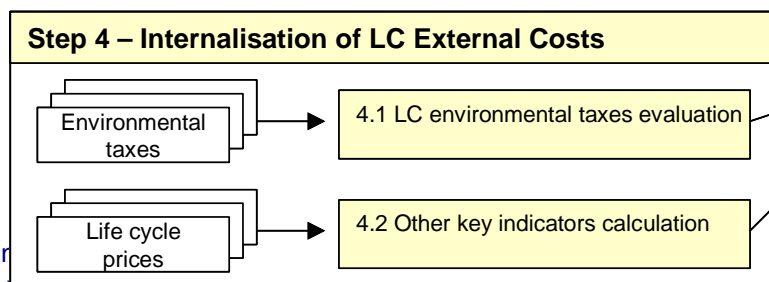 Step 4 – Internalisation of LC External Costs
Environmental
taxes
4.1 LC environmental taxes evaluation
Life cycle
prices
4.2 Other key indicators calculation